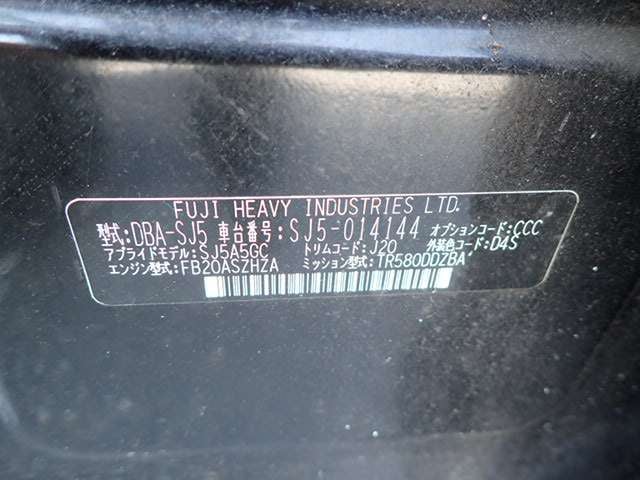 FUJI HEAVY INDUSTRIES LTD.
型式:DBA-SJ5 車台番号:SJ5-014144 オプションコード:CCC
アプライドモデル:SJ5A5GC トリムコード:J20 外装色コード:D4S
エンジン型式:FB20ASZHZA ミッション型式:TR580DDZBA